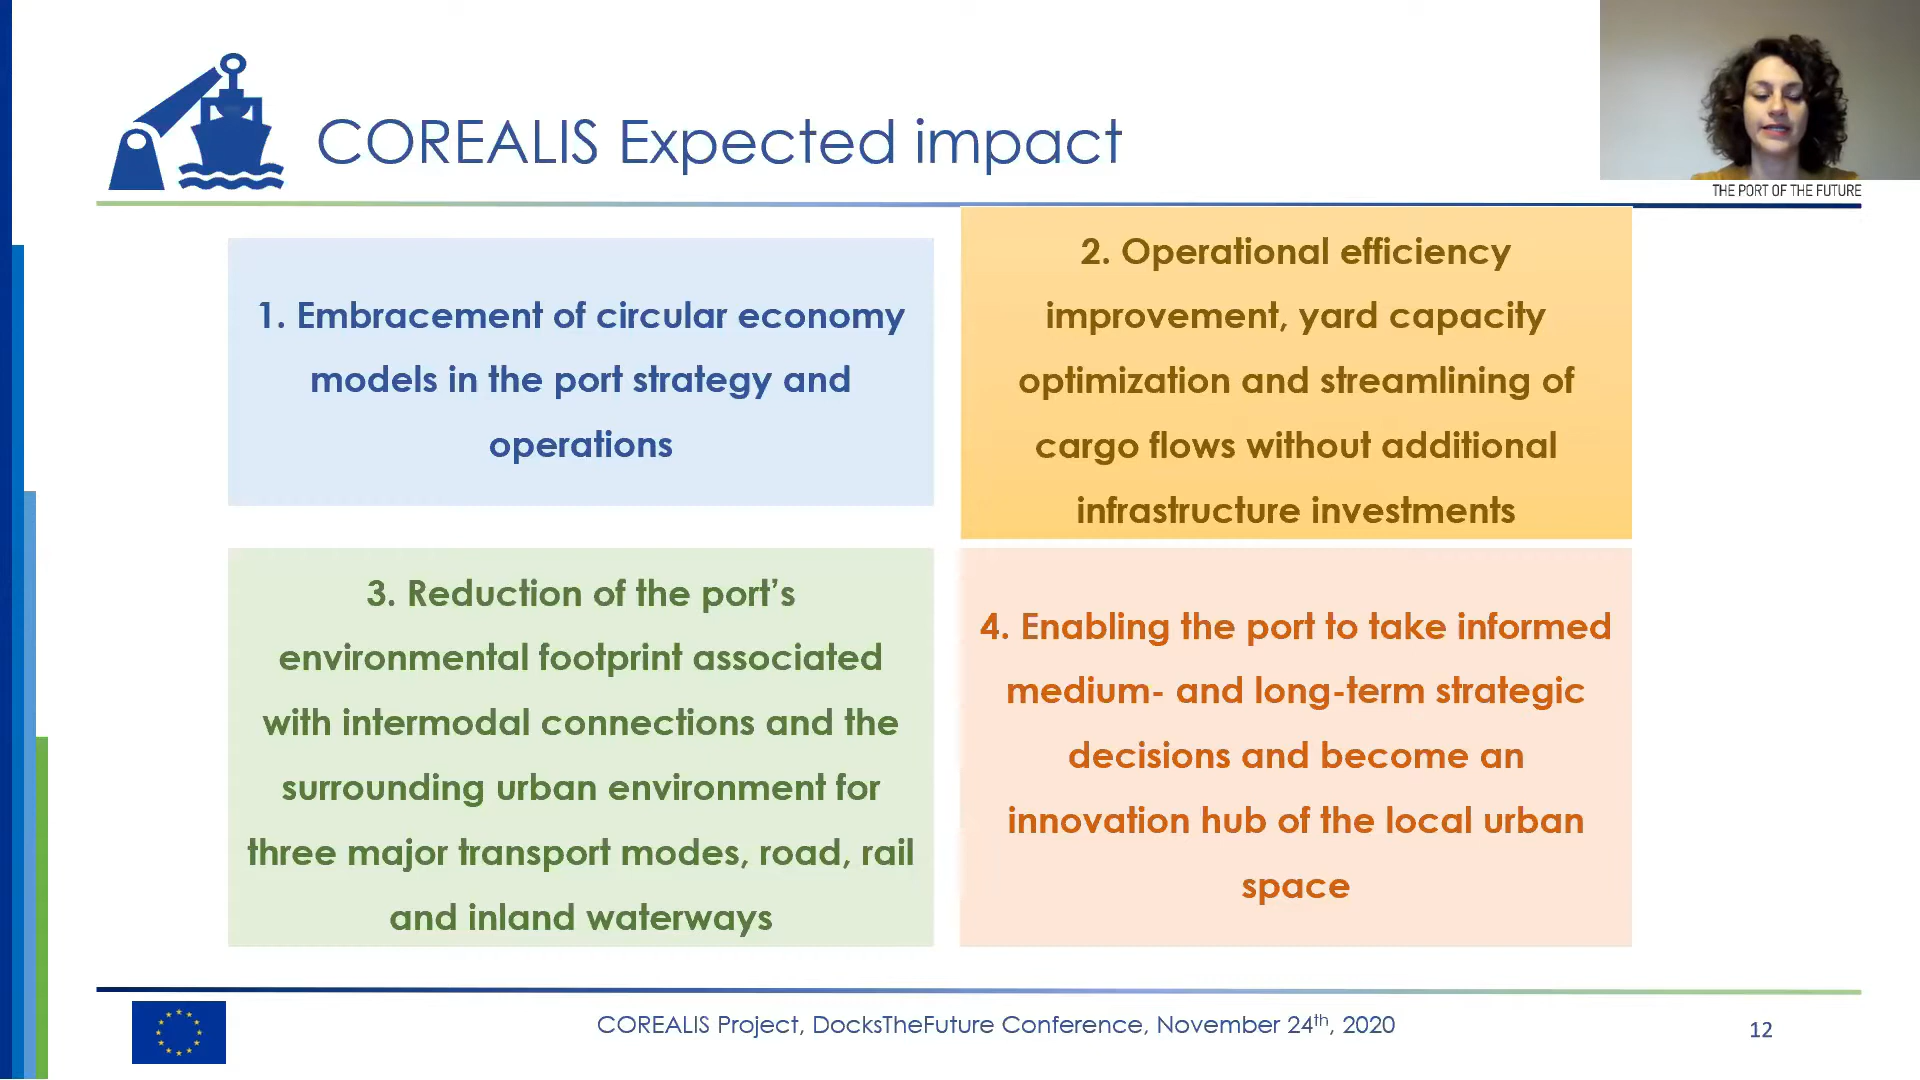 COREALIS Expected impact
THE PORT OF THE FUTURE
1. Embracement of circular economy
models in the port strategy and
operations
2. Operational efficiency
improvement, yard capacity
optimization and streamlining of
cargo flows without additional
infrastructure investments
3. Reduction of the port’s
environmental footprint associated
with intermodal connections and the
surrounding urban environment for
three major transport modes, road, rail
and inland waterways
4. Enabling the port to take informed
medium- and long-term strategic
decisions and become an
innovation hub of the local urban
space
COREALIS Project, DocksTheFuture Conference, November 24th, 2020
12